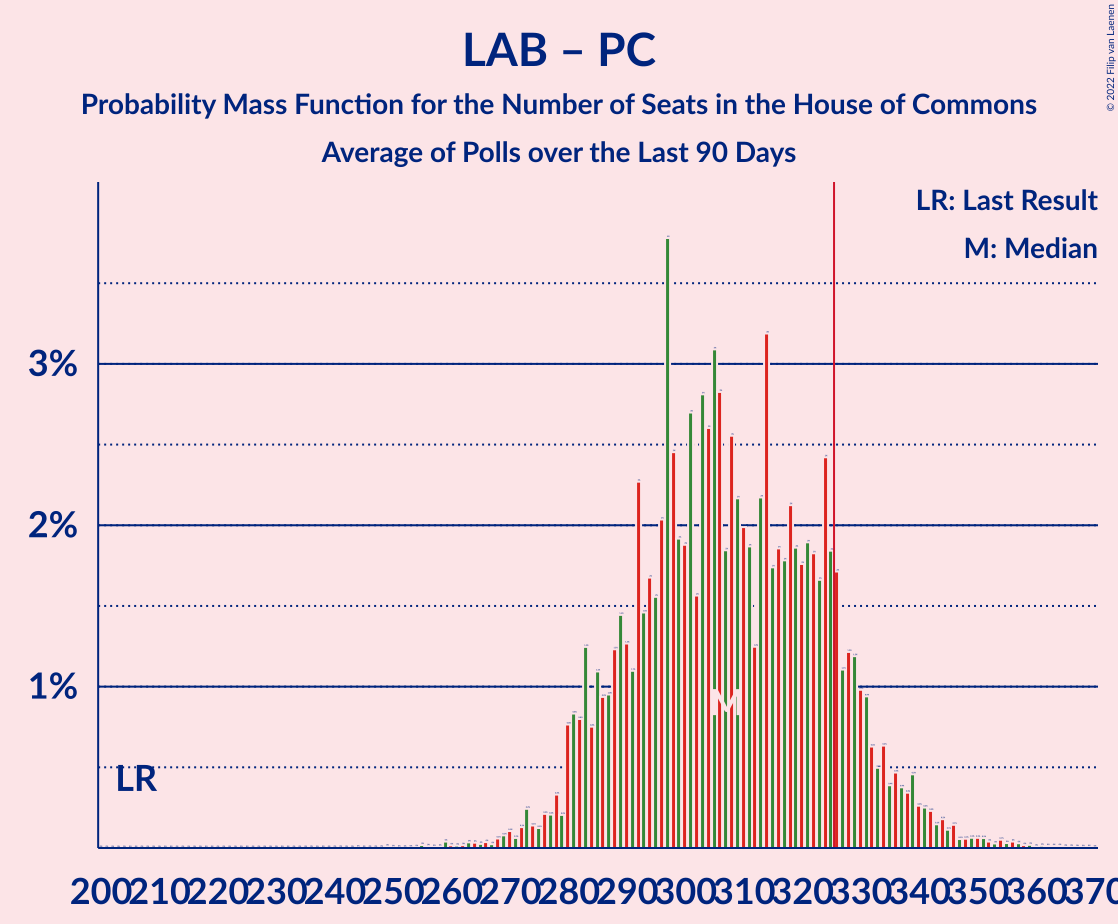 LAB – PC
Probability Mass Function for the Number of Seats in the House of Commons
Average of Polls over the Last 90 Days
© 2022 Filip van Laenen
LR: Last Result
M: Median
3%
2%
1%
LR
M
200 210 220 230 240 250 260 270 280 290 300 310 320 330 340 350 360 370